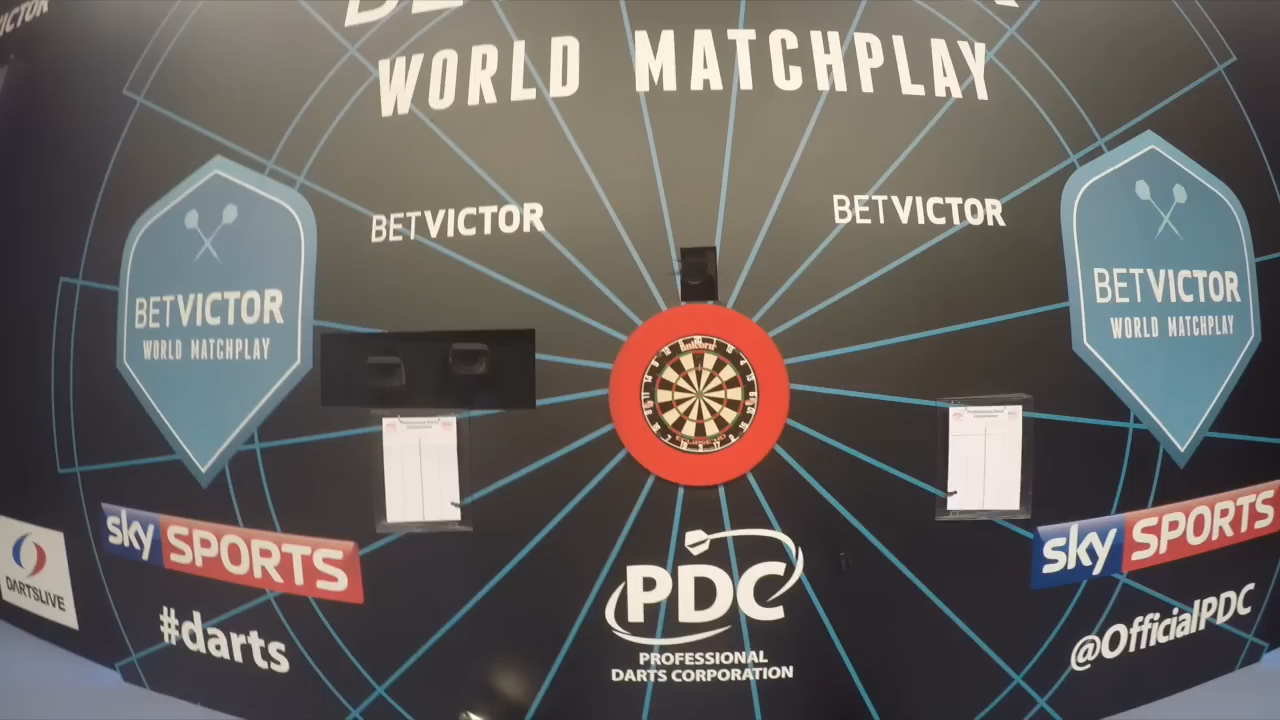 WORLD MATCHPLAY
BETVICTOR
BETVICTOR
BETVICTOR
WORLD MATCHPLAY
BETVICTOR
WORLD MATCHPLAY
unicorn
sky SPORTS
sky SPORTS
DARTSLIVE
#darts
@OfficialPDC
PDC
PROFESSIONAL
DARTS CORPORATION